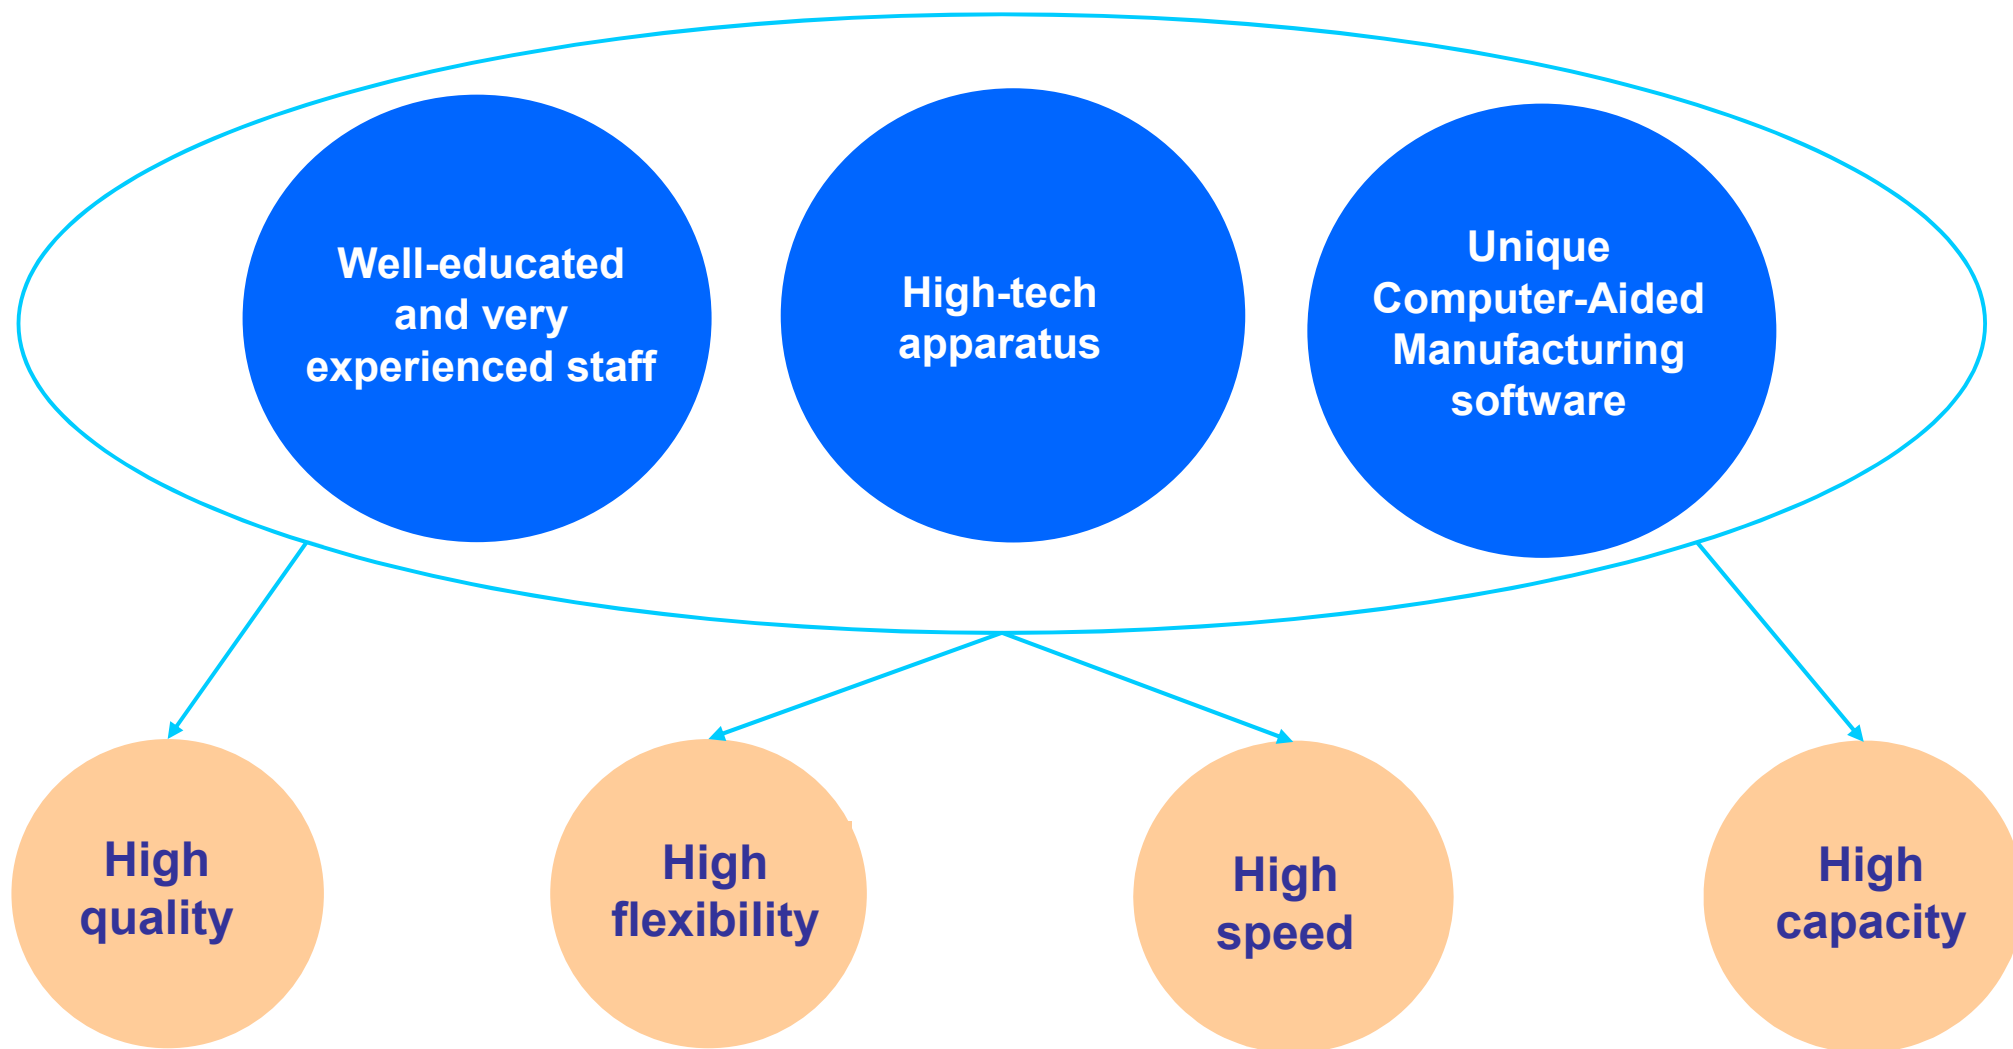 Well-educated
and very
experienced staff
High-tech
apparatus
Unique
Computer-Aided
Manufacturing
software
High
quality
High
flexibility
High
speed
High
capacity